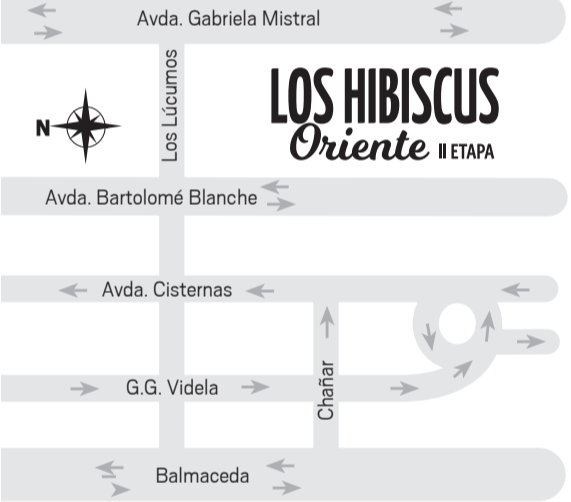 Avda. Gabriela Mistral
Los Lúcumos
LOS HIBISCUS
Oriente II ETAPA
N
Avda. Bartolomé Blanche
Avda. Cisternas
Chañar
G.G. Videla
Balmaceda